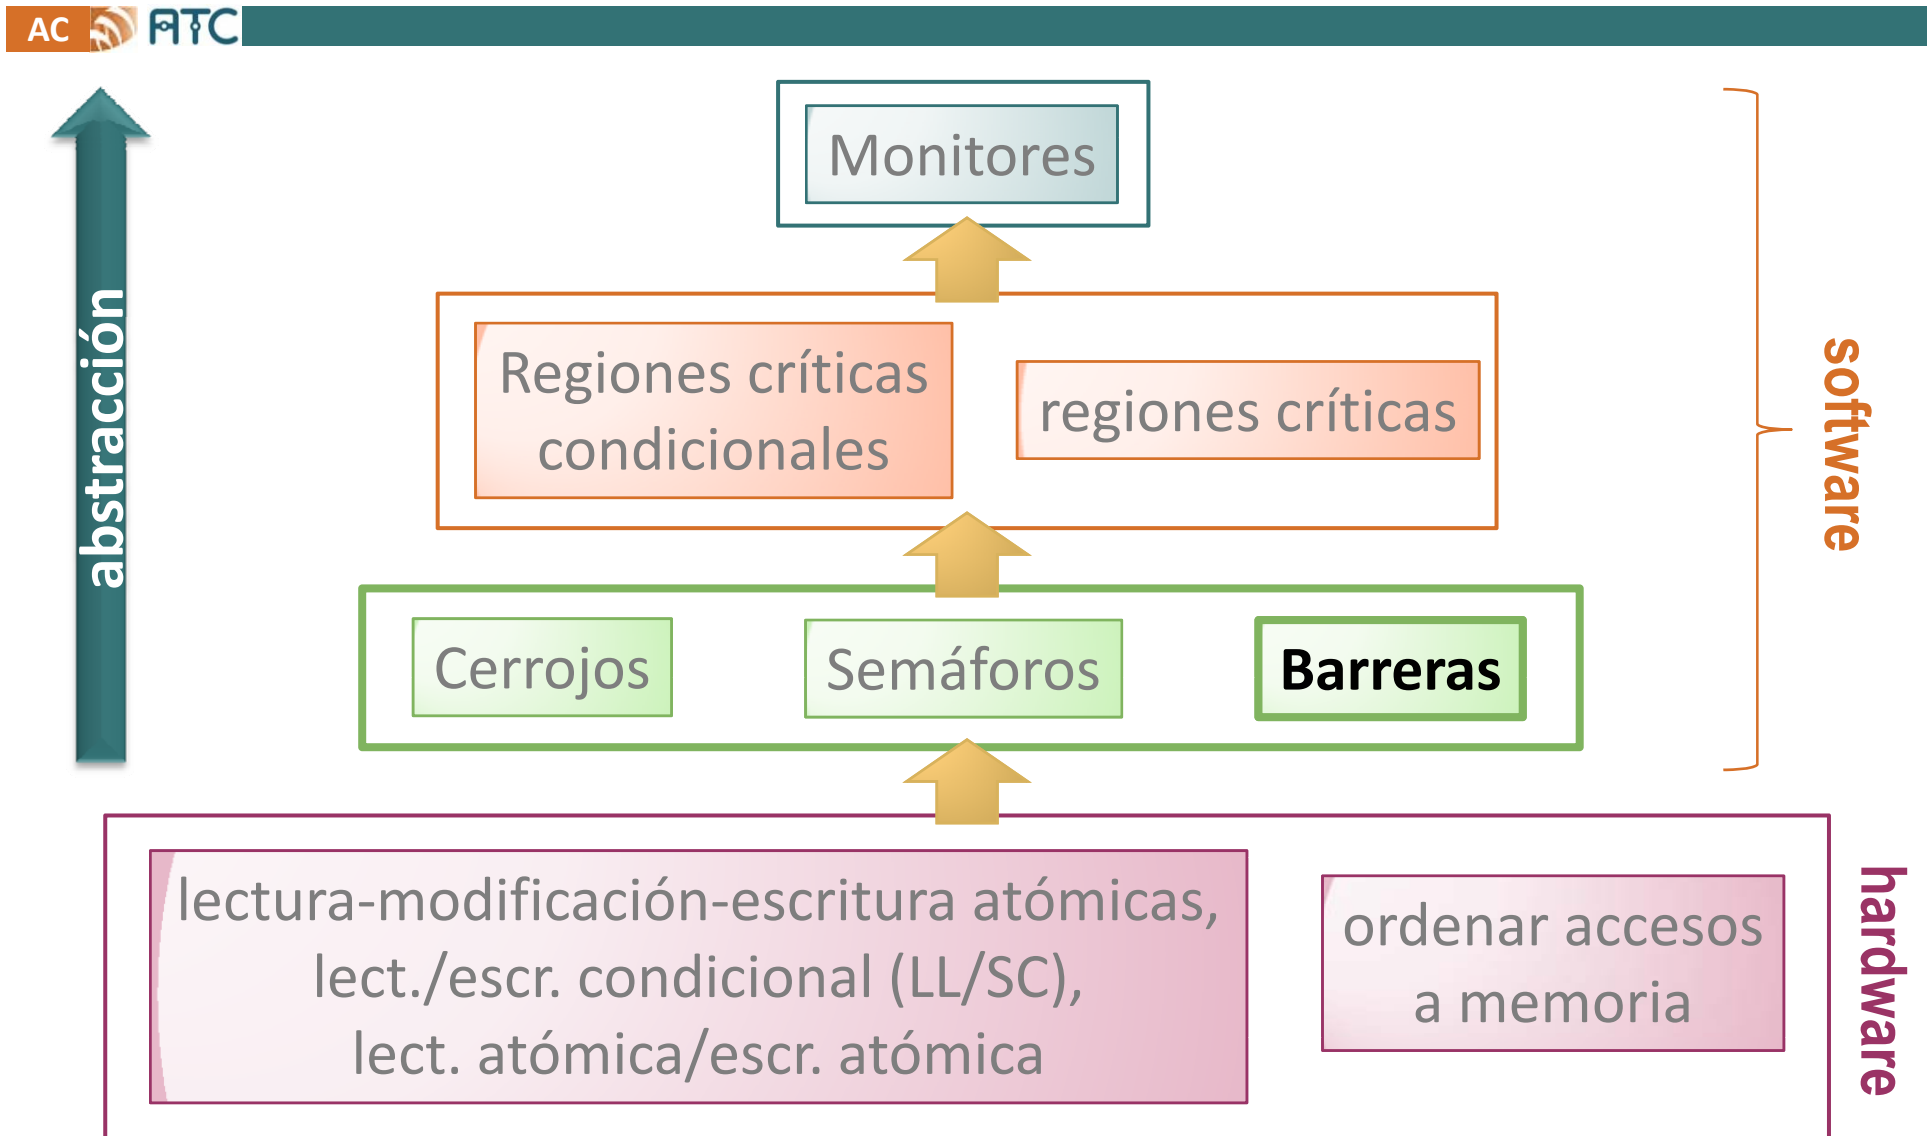 AC ATC
Monitores
abstracción
software
Regiones críticas
condicionales
regiones críticas
Cerrojos
Semáforos
Barreras
lectura-modificación-escritura atómicas,
lect./escr. condicional (LL/SC),
lect. atómica/escr. atómica
ordenar accesos
a memoria
hardware